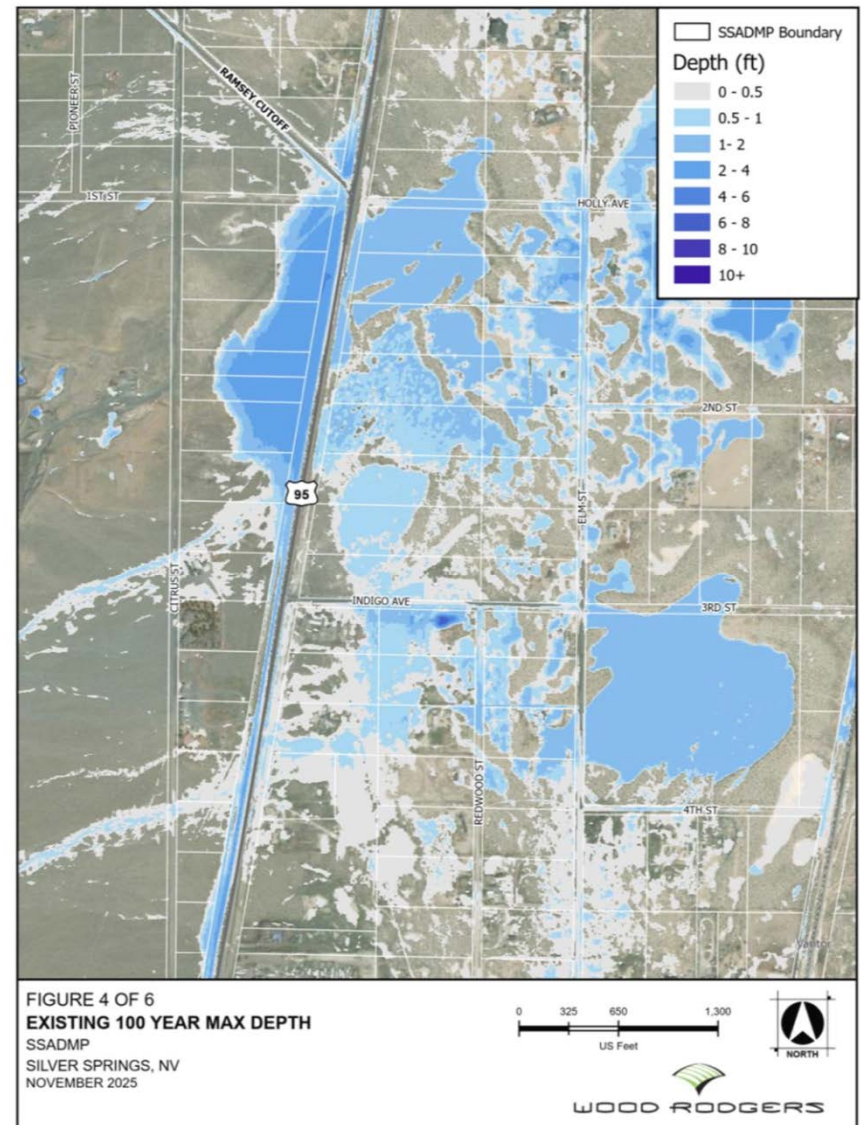 SSADMP Boundary
Depth (ft)
0 - 0.5
0.5 - 1
1- 2
2 - 4
4 - 6
6 - 8
8 - 10
10+
PIONEER ST
RAMSEY CUTOFF
1ST ST
HOLLY AVE
2ND ST
95
ELM ST
CITRUS ST
INDIGO AVE
3RD ST
REDWOOD ST
4TH ST
Vantor
FIGURE 4 OF 6
EXISTING 100 YEAR MAX DEPTH
SSADMP
SILVER SPRINGS, NV
NOVEMBER 2025
0 325 650 1,300
US Feet
NORTH
WOOD RODGERS